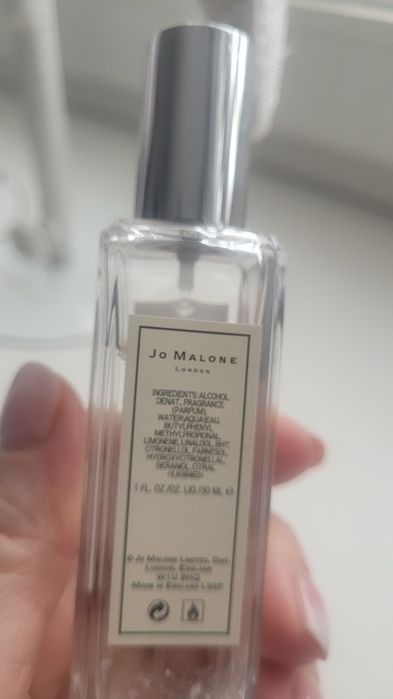 JO MALONE
LONDON
INGREDIENTS: ALCOHOL
DENAT., FRAGRANCE
(PARFUM),
WATER\AQUA\EAU,
BUTYLPHENYL
METHYLPROPIONAL,
LIMONENE, LINALOOL, BHT,
CITRONELLOL, FARNESOL,
HYDROXYCITRONELLAL,
GERANIOL, CITRAL
1 FL. OZ./OZ. LIQ./30 ML e
© JO MALONE LIMITED, DIST.
LONDON, ENGLAND
MADE IN ENGLAND